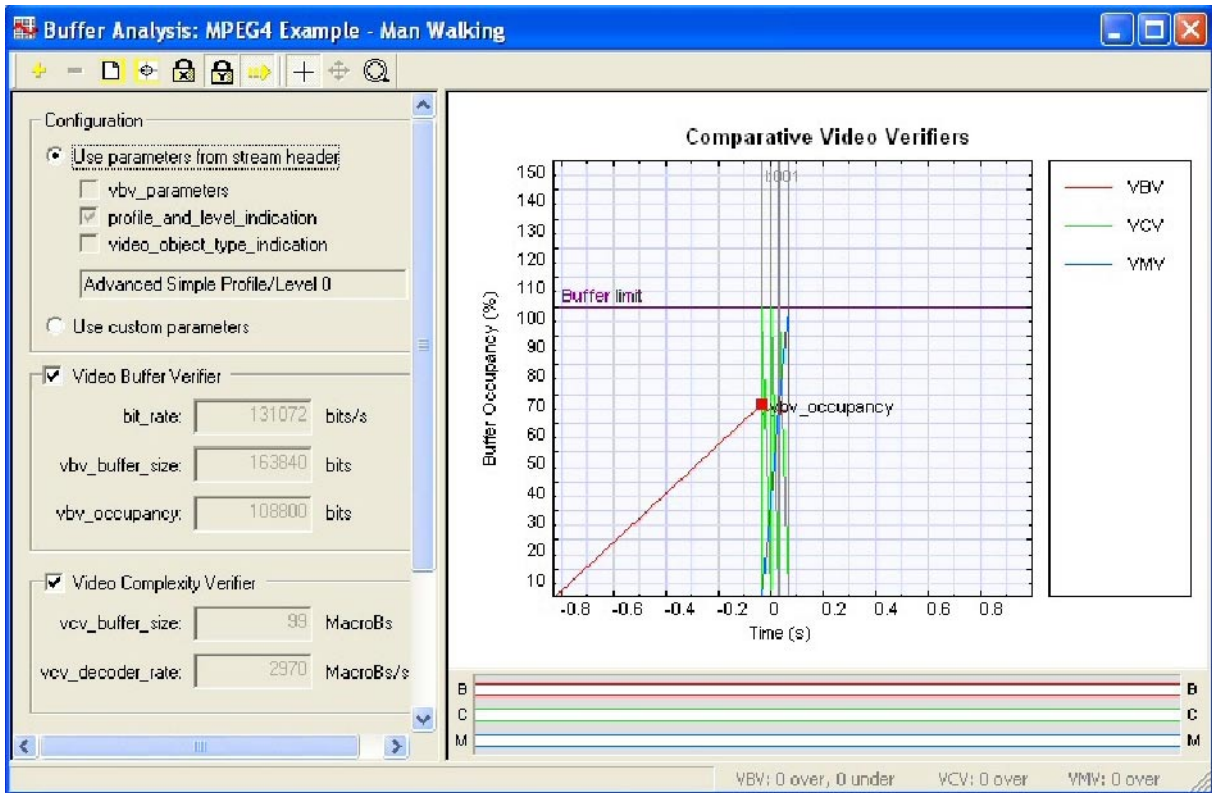 Buffer Analysis: MPEG4 Example - Man Walking
Configuration
Use parameters from stream header
vbv_parameters
profile_and_level_indication
video_object_type_indication
Advanced Simple Profile/Level 0
Use custom parameters
Video Buffer Verifier
bit_rate: 131072 bits/s
vbv_buffer_size: 163840 bits
vbv_occupancy: 108800 bits
Video Complexity Verifier
vcv_buffer_size: 99 MacroBs
vcv_decoder_rate: 2970 MacroBs/s
Comparative Video Verifiers
Buffer Occupancy (%)
150
140
130
120
110
100
90
80
70
60
50
40
30
20
10
Buffer limit
vbv_occupancy
-0.8 -0.6 -0.4 -0.2 0 0.2 0.4 0.6 0.8
Time (s)
VBV
VCV
VMV
B B
C C
M M
VBV: 0 over, 0 under VCV: 0 over VMV: 0 over